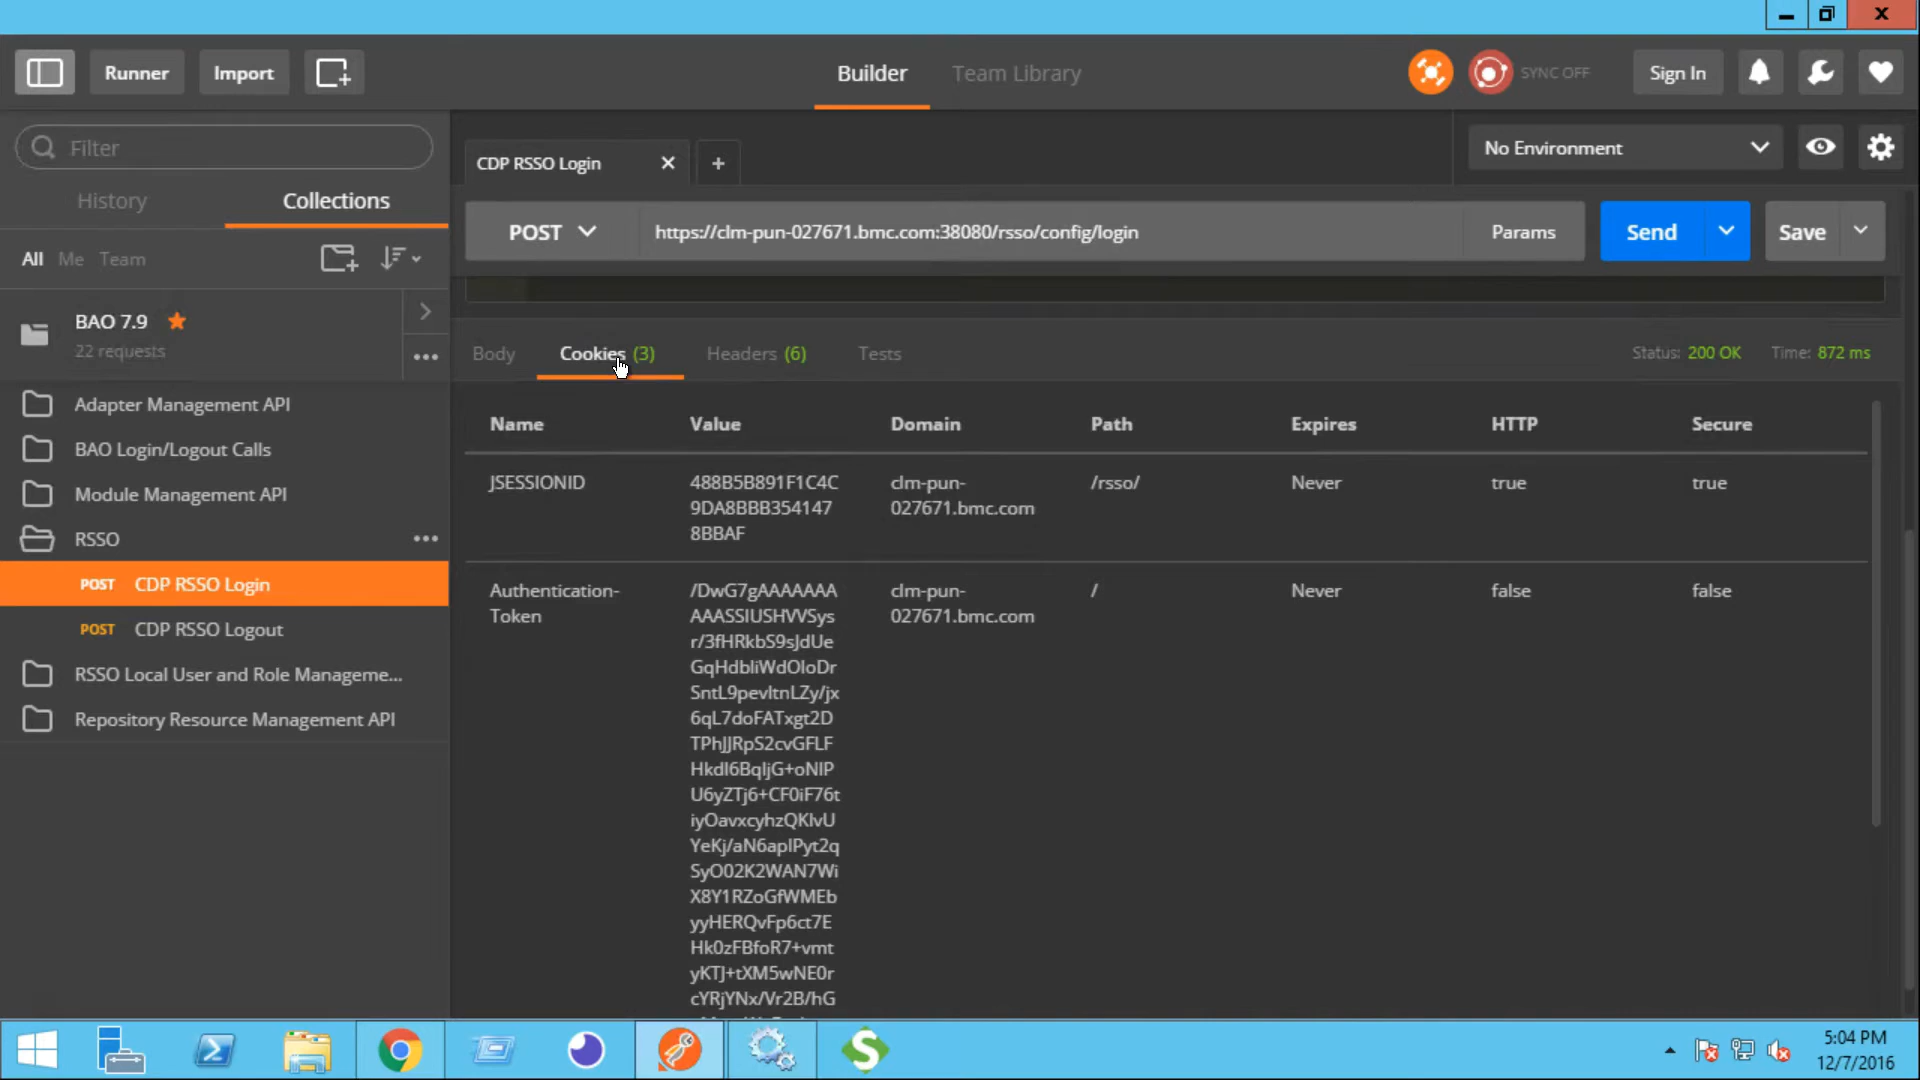 Runner
Import
Builder
Team Library
SYNC OFF
Sign In
Filter
CDP RSSO Login
No Environment
History
Collections
POST
https://clm-pun-027671.bmc.com:38080/rsso/config/login
Params
Send
Save
All Me Team
BAO 7.9
22 requests
Body
Cookies (3)
Headers (6)
Tests
Status: 200 OK
Time: 872 ms
Adapter Management API
BAO Login/Logout Calls
Module Management API
RSSO
POST CDP RSSO Login
POST CDP RSSO Logout
RSSO Local User and Role Manageme...
Repository Resource Management API
Name Value Domain Path Expires HTTP Secure
JSESSIONID
488B5B891F1C4C
9DA8BBB354147
8BBAF
clm-pun-
027671.bmc.com
/rsso/
Never
true
true
Authentication-
Token
/DwG7gAAAAAAA
AAASSIUSHVVSys
r/3fHRkbS9sJdUe
GqHdbliWdOloDr
SntL9pevltnLZy/jx
6qL7doFATxgt2D
TPhJJRpS2cvGFLF
Hkdl6BqljG+oNlP
U6yZTj6+CF0iF76t
iyOavxcyhzQKlvU
YeKj/aN6aplPyt2q
SyO02K2WAN7Wi
X8Y1RZoGfWMEb
yyHERQvFp6ct7E
Hk0zFBfoR7+vmt
yKTJ+tXM5wNE0r
cYRjYNx/Vr2B/hG
clm-pun-
027671.bmc.com
/
Never
false
false
5:04 PM
12/7/2016